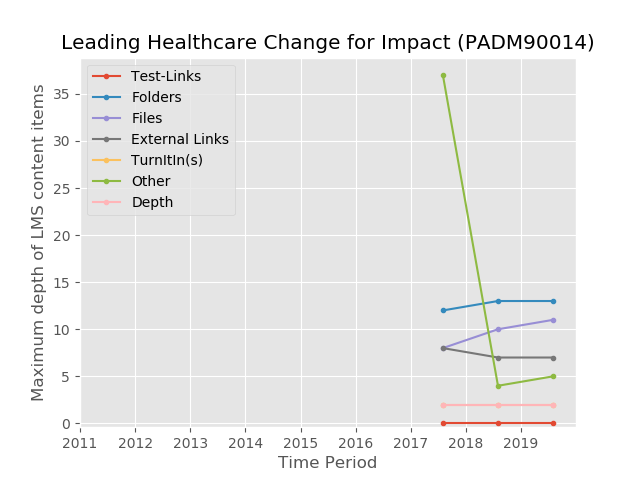 Leading Healthcare Change for Impact (PADM90014)
Test-Links
Folders
Files
External Links
TurnItIn(s)
Other
Depth
Maximum depth of LMS content items
35
30
25
20
15
10
5
0
2011 2012 2013 2014 2015 2016 2017 2018 2019
Time Period